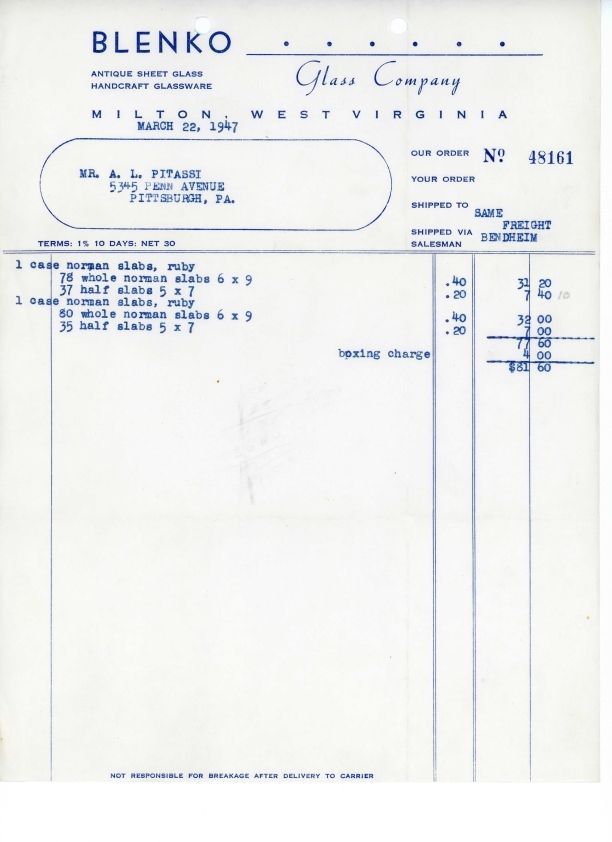 BLENKO
ANTIQUE SHEET GLASS
HANDCRAFT GLASSWARE
Glass Company
MILTON, WEST VIRGINIA
MARCH 22, 1947
MR. A. L. PITASSI
5345 PENN AVENUE
PITTSBURGH, PA.
OUR ORDER Nº 48161
YOUR ORDER
SHIPPED TO SAME
SHIPPED VIA FREIGHT
SALESMAN BENDHEIM
TERMS: 1% 10 DAYS: NET 30
1 case norman slabs, ruby
78 whole norman slabs 6 x 9 .40 31 20
37 half slabs 5 x 7 .20 7 40 10
1 case norman slabs, ruby
80 whole norman slabs 6 x 9 .40 32 00
35 half slabs 5 x 7 .20 7 00
77 60
boxing charge 4 00
$81 60
NOT RESPONSIBLE FOR BREAKAGE AFTER DELIVERY TO CARRIER